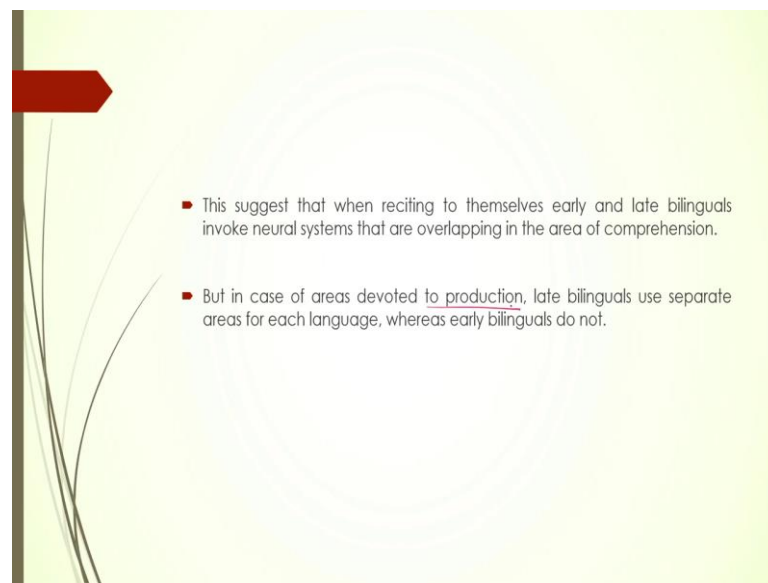 This suggest that when reciting to themselves early and late bilinguals
invoke neural systems that are overlapping in the area of comprehension.
But in case of areas devoted to production, late bilinguals use separate
areas for each language, whereas early bilinguals do not.